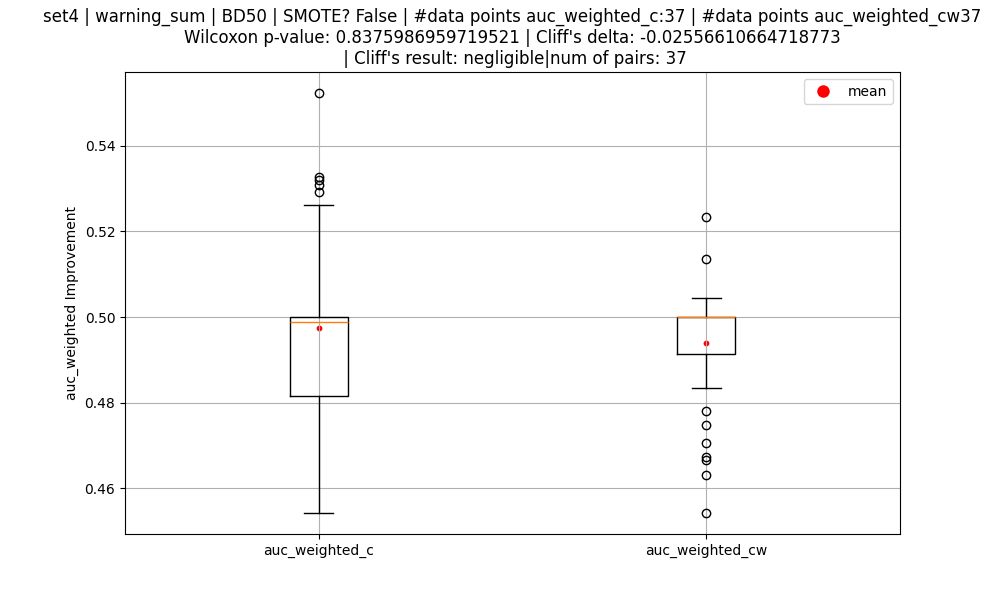 set4 | warning_sum | BD50 | SMOTE? False | #data points auc_weighted_c:37 | #data points auc_weighted_cw37
Wilcoxon p-value: 0.8375986959719521 | Cliff's delta: -0.02556610664718773
| Cliff's result: negligible|num of pairs: 37
mean
0.54
0.52
0.50
0.48
0.46
auc_weighted Improvement
auc_weighted_c
auc_weighted_cw